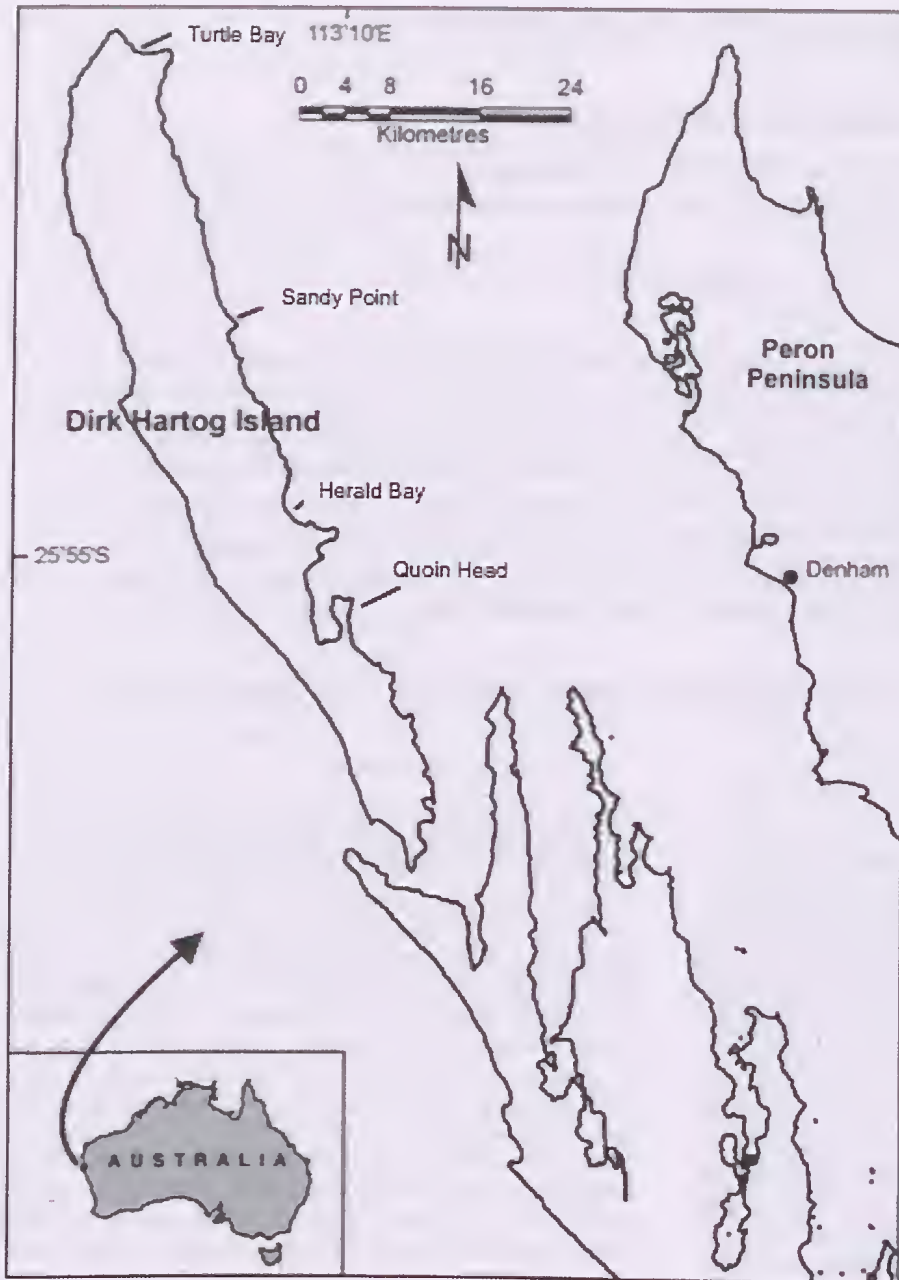 Turtle Bay 113°10'E
0 4 8 16 24
Kilometres
N
Sandy Point
Peron
Peninsula
Dirk Hartog Island
Herald Bay
25°55'S
Quoin Head
Denham
AUSTRALIA